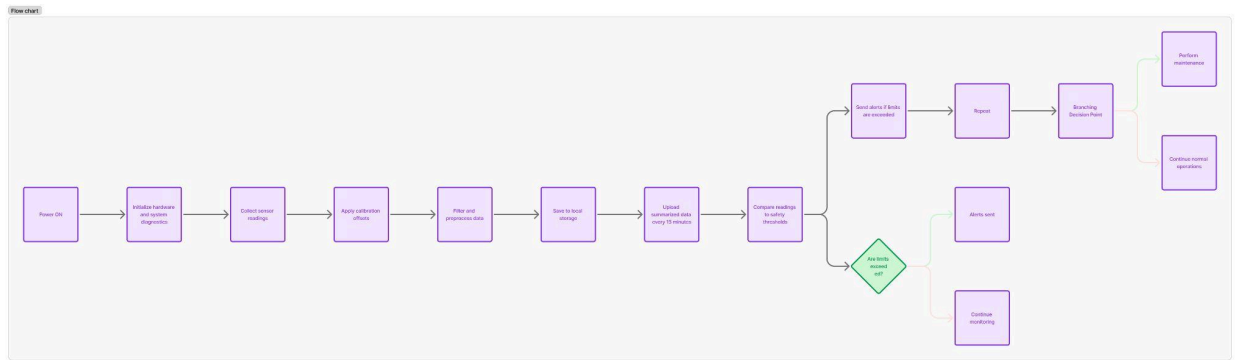 Flow chart
Power ON
Initialize hardware
and system
diagnostics
Collect sensor
readings
Apply calibration
offsets
Filter and
preprocess data
Save to local
storage
Upload
summarized data
every 15 minutes
Compare readings
to safety
thresholds
Send alerts if limits
are exceeded
Repeat
Branching
Decision Point
Perform
maintenance
Continue normal
operations
Are limits
exceed
ed?
Alerts sent
Continue
monitoring